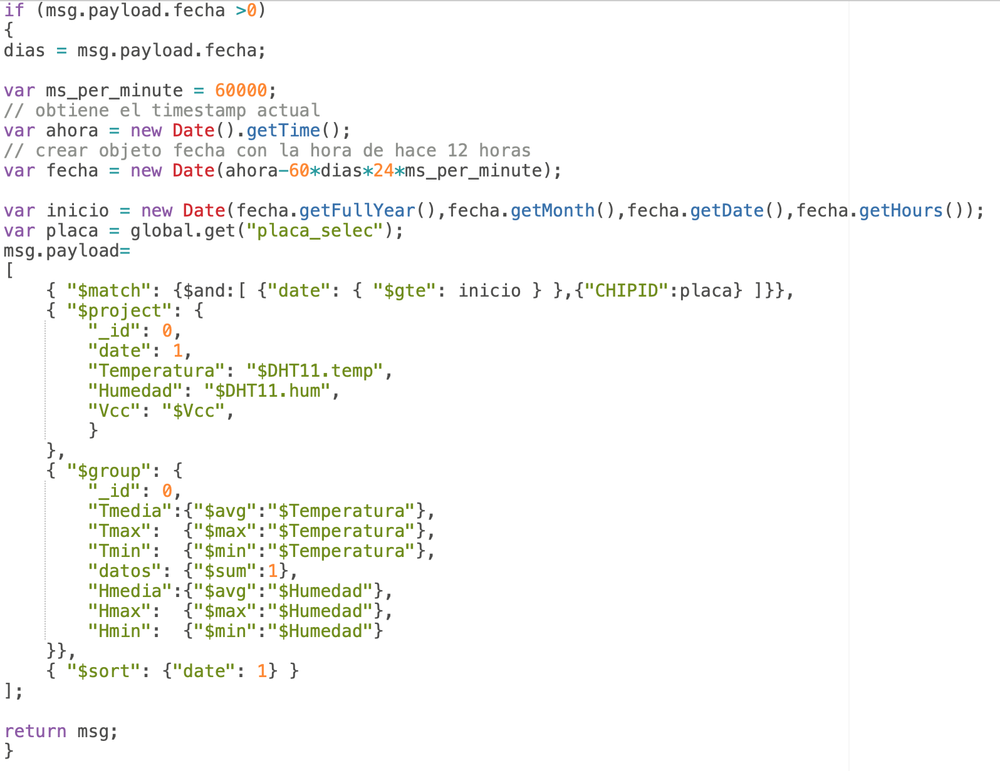 if (msg.payload.fecha >0)
{
dias = msg.payload.fecha;

var ms_per_minute = 60000;
// obtiene el timestamp actual
var ahora = new Date().getTime();
// crear objeto fecha con la hora de hace 12 horas
var fecha = new Date(ahora-60*dias*24*ms_per_minute);

var inicio = new Date(fecha.getFullYear(),fecha.getMonth(),fecha.getDate(),fecha.getHours());
var placa = global.get("placa_selec");
msg.payload=
[
    { "$match": {$and:[ {"date": { "$gte": inicio } },{"CHIPID":placa} ]}},
    { "$project": {
        "_id": 0,
        "date": 1,
        "Temperatura": "$DHT11.temp",
        "Humedad": "$DHT11.hum",
        "Vcc": "$Vcc",
        }
    },
    { "$group": {
        "_id": 0,
        "Tmedia":{"$avg":"$Temperatura"},
        "Tmax":  {"$max":"$Temperatura"},
        "Tmin":  {"$min":"$Temperatura"},
        "datos": {"$sum":1},
        "Hmedia":{"$avg":"$Humedad"},
        "Hmax":  {"$max":"$Humedad"},
        "Hmin":  {"$min":"$Humedad"}
    }},
    { "$sort": {"date": 1} }
];

return msg;
}